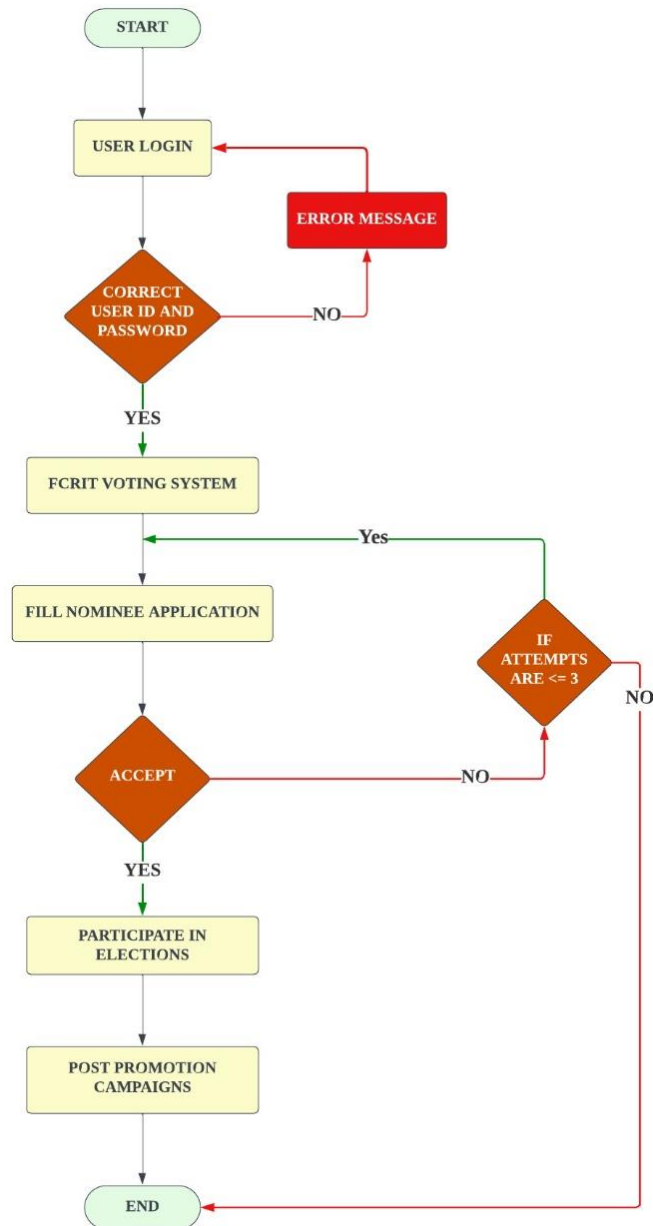 START
USER LOGIN
ERROR MESSAGE
CORRECT
USER ID AND
PASSWORD
NO
YES
FCRIT VOTING SYSTEM
Yes
FILL NOMINEE APPLICATION
IF
ATTEMPTS
ARE <= 3
NO
ACCEPT
NO
YES
PARTICIPATE IN
ELECTIONS
POST PROMOTION
CAMPAIGNS
END